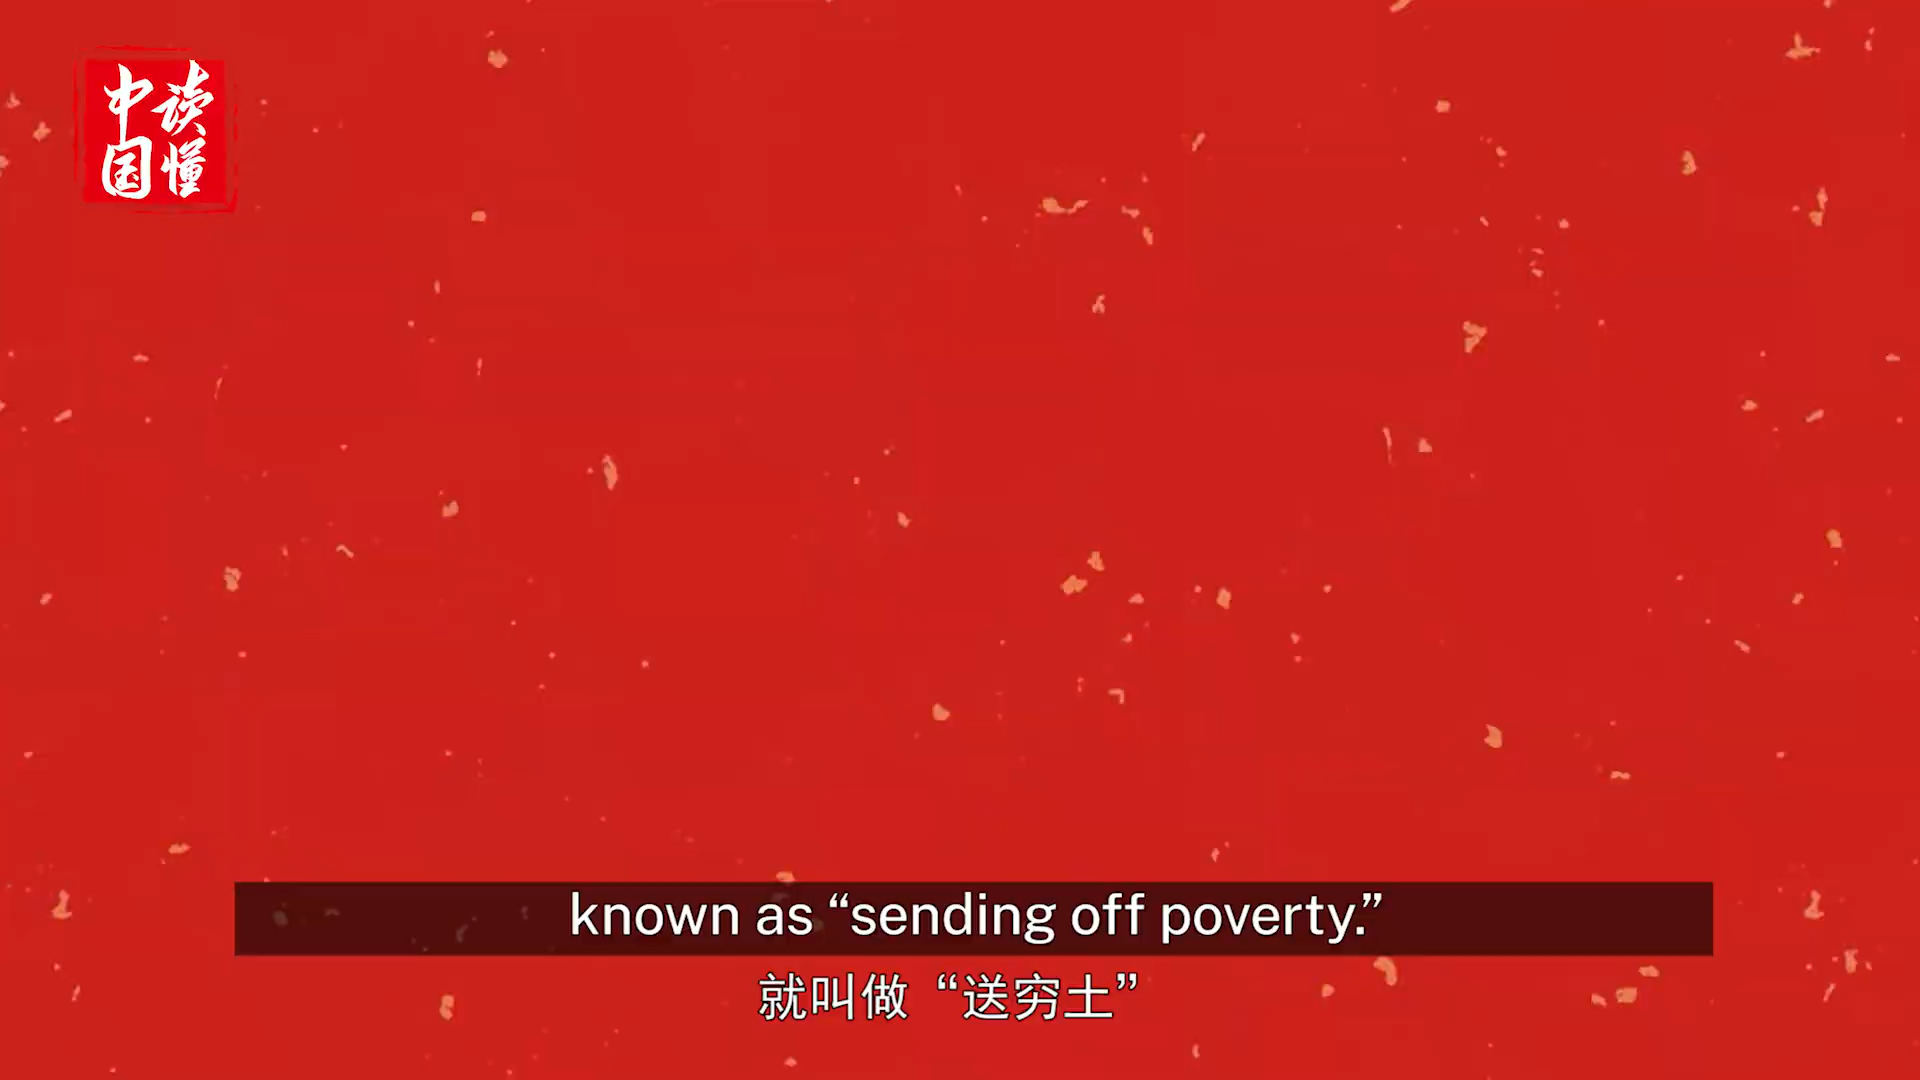 读懂
中国
known as “sending off poverty.”
就叫做“送穷土”